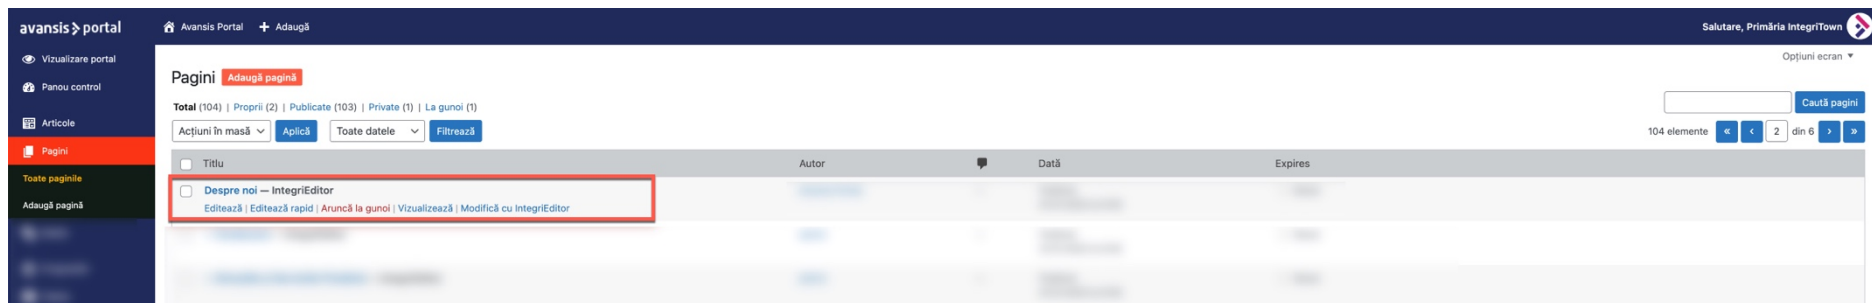 avansis portal
Avansis Portal + Adaugă
Salutare, Primăria IntegriTown
Vizualizare portal
Panou control
Articole
Pagini
Toate paginile
Adaugă pagină
Opțiuni ecran ▼
Pagini Adaugă pagină
Total (104) | Proprii (2) | Publicate (103) | Private (1) | La gunoi (1)
Caută pagini
Acțiuni în masă Aplică Toate datele Filtrează
104 elemente « ‹ 2 din 6 › »
Titlu Autor Dată Expires
Despre noi — IntegriEditor
Editează | Editează rapid | Aruncă la gunoi | Vizualizează | Modifică cu IntegriEditor